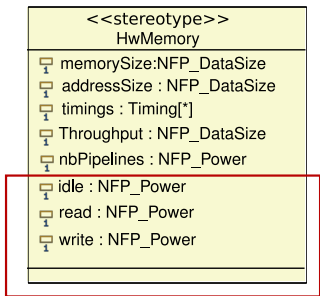 <<stereotype>>
HwMemory
memorySize:NFP_DataSize
addressSize : NFP_DataSize
timings : Timing[*]
Throughput : NFP_DataSize
nbPipelines : NFP_Power
idle : NFP_Power
read : NFP_Power
write : NFP_Power